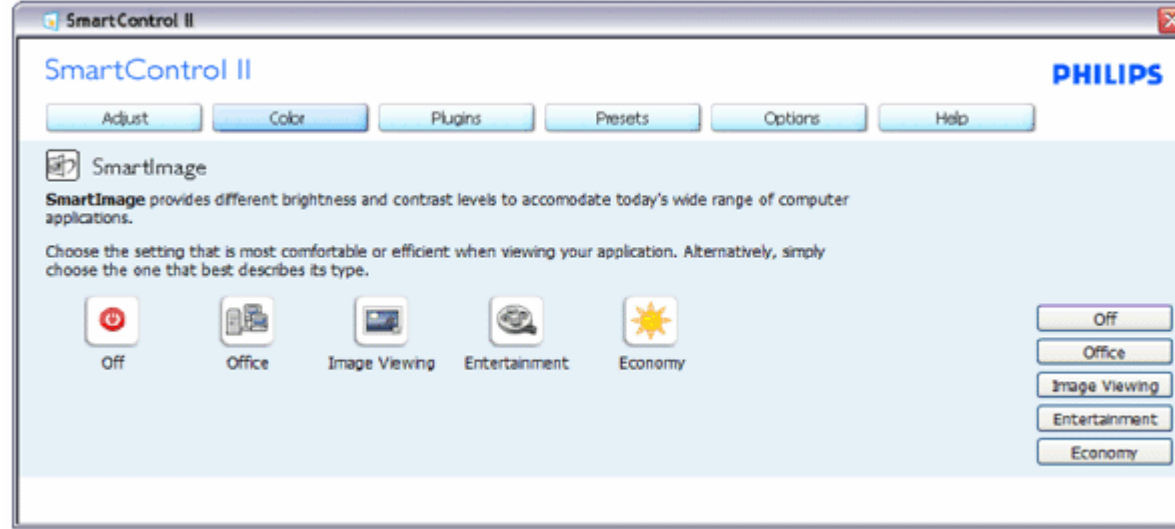 SmartControl II
SmartControl II
PHILIPS
Adjust Color Plugins Presets Options Help
SmartImage
SmartImage provides different brightness and contrast levels to accomodate today's wide range of computer
applications.
Choose the setting that is most comfortable or efficient when viewing your application. Alternatively, simply
choose the one that best describes its type.
Off Office Image Viewing Entertainment Economy
Off
Office
Image Viewing
Entertainment
Economy